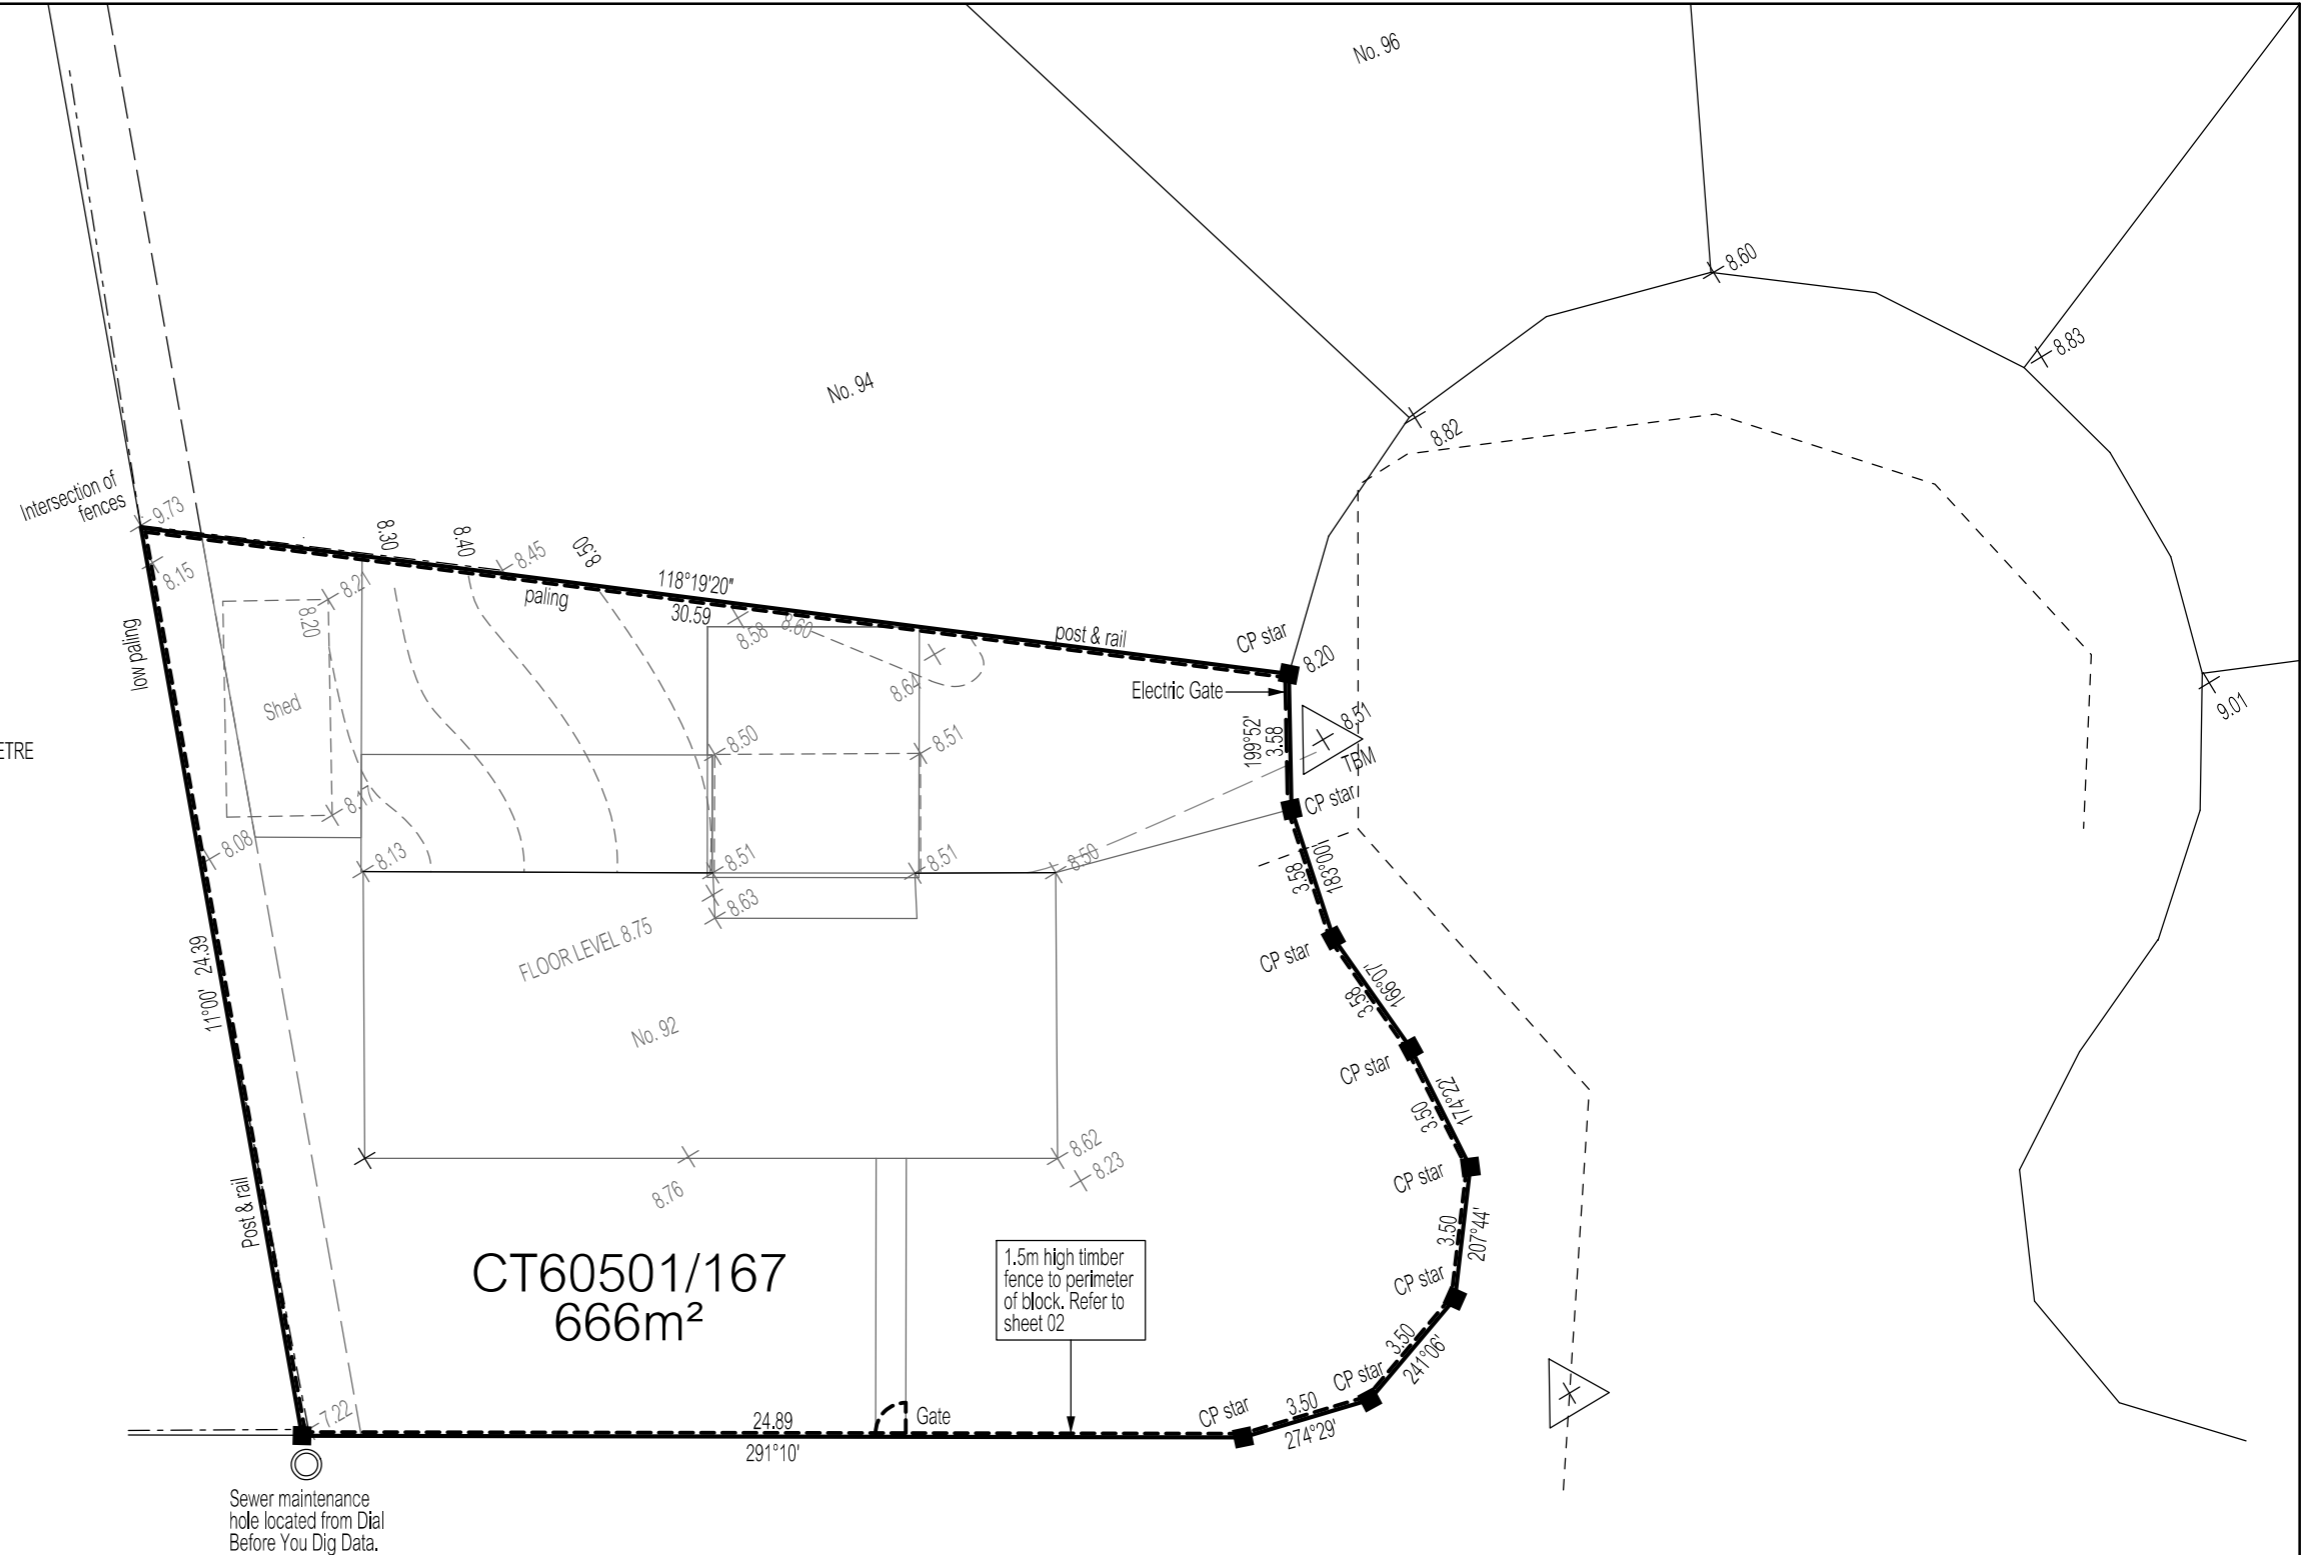 No. 96
8.60
8.83
No. 94
8.82
Intersection of
fences
9.73
8.15
8.30
8.40
8.45
8.50
118°19'20"
30.59
paling
8.21
8.20
8.58
8.60
post & rail
CP star
8.20
low paling
Shed
8.64
Electric Gate
9.01
ETRE
8.50
8.51
199°52'
3.58
8.51
TBM
8.17
CP star
8.08
8.13
8.51
8.51
8.50
3.58
183°00'
8.63
FLOOR LEVEL 8.75
CP star
11°00' 24.39
166°07'
3.58
No. 92
CP star
174°22'
3.50
8.62
8.23
8.76
CP star
Post & rail
3.50
207°44'
CT60501/167
666m²
1.5m high timber
fence to perimeter
of block. Refer to
sheet 02
CP star
3.50
241°06'
CP star
7.22
24.89
291°10'
Gate
CP star
3.50
274°29'
Sewer maintenance
hole located from Dial
Before You Dig Data.